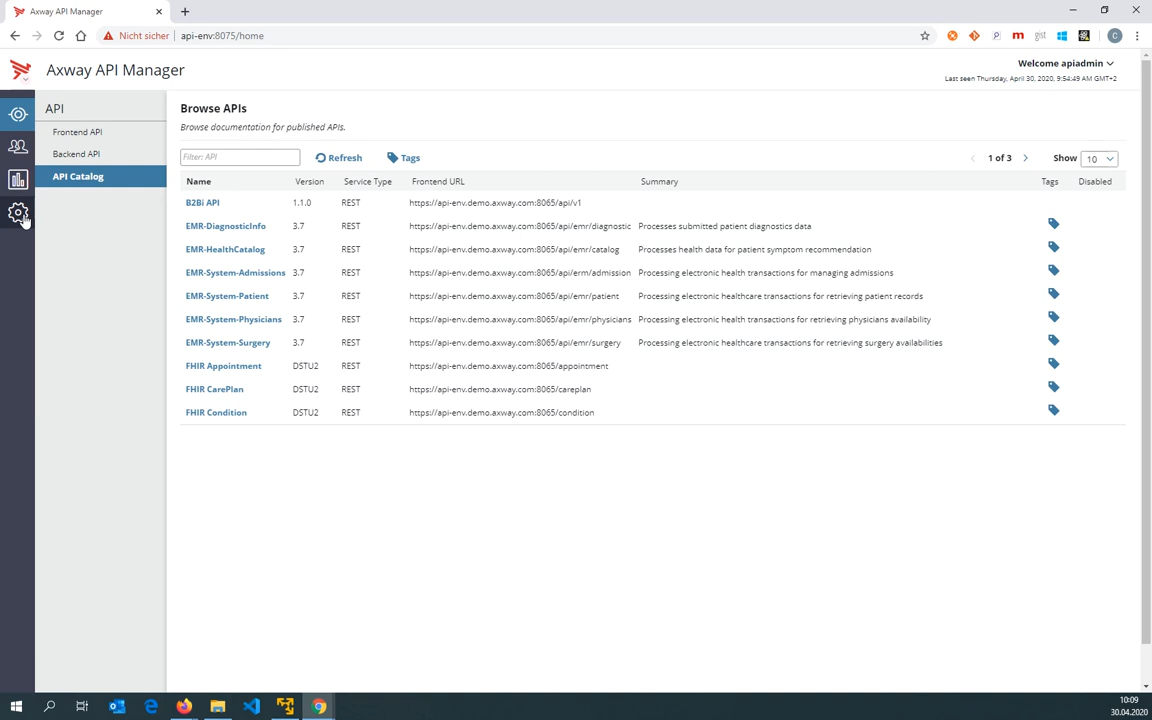 Axway API Manager
Nicht sicher | api-env:8075/home
gist
C
Axway API Manager
Welcome apiadmin
Last seen Thursday, April 30, 2020, 9:54:49 AM GMT+2
API
Frontend API
Backend API
API Catalog
Browse APIs
Browse documentation for published APIs.
Filter: API
Refresh
Tags
1 of 3
Show
10
Name Version Service Type Frontend URL Summary Tags Disabled
B2Bi API 1.1.0 REST https://api-env.demo.axway.com:8065/api/v1
EMR-DiagnosticInfo 3.7 REST https://api-env.demo.axway.com:8065/api/emr/diagnostic Processes submitted patient diagnostics data
EMR-HealthCatalog 3.7 REST https://api-env.demo.axway.com:8065/api/emr/catalog Processes health data for patient symptom recommendation
EMR-System-Admissions 3.7 REST https://api-env.demo.axway.com:8065/api/erm/admission Processing electronic health transactions for managing admissions
EMR-System-Patient 3.7 REST https://api-env.demo.axway.com:8065/api/emr/patient Processing electronic healthcare transactions for retrieving patient records
EMR-System-Physicians 3.7 REST https://api-env.demo.axway.com:8065/api/emr/physicians Processing electronic health transactions for retrieving physicians availability
EMR-System-Surgery 3.7 REST https://api-env.demo.axway.com:8065/api/emr/surgery Processing electronic healthcare transactions for retrieving surgery availabilities
FHIR Appointment DSTU2 REST https://api-env.demo.axway.com:8065/appointment
FHIR CarePlan DSTU2 REST https://api-env.demo.axway.com:8065/careplan
FHIR Condition DSTU2 REST https://api-env.demo.axway.com:8065/condition
10:09
30.04.2020